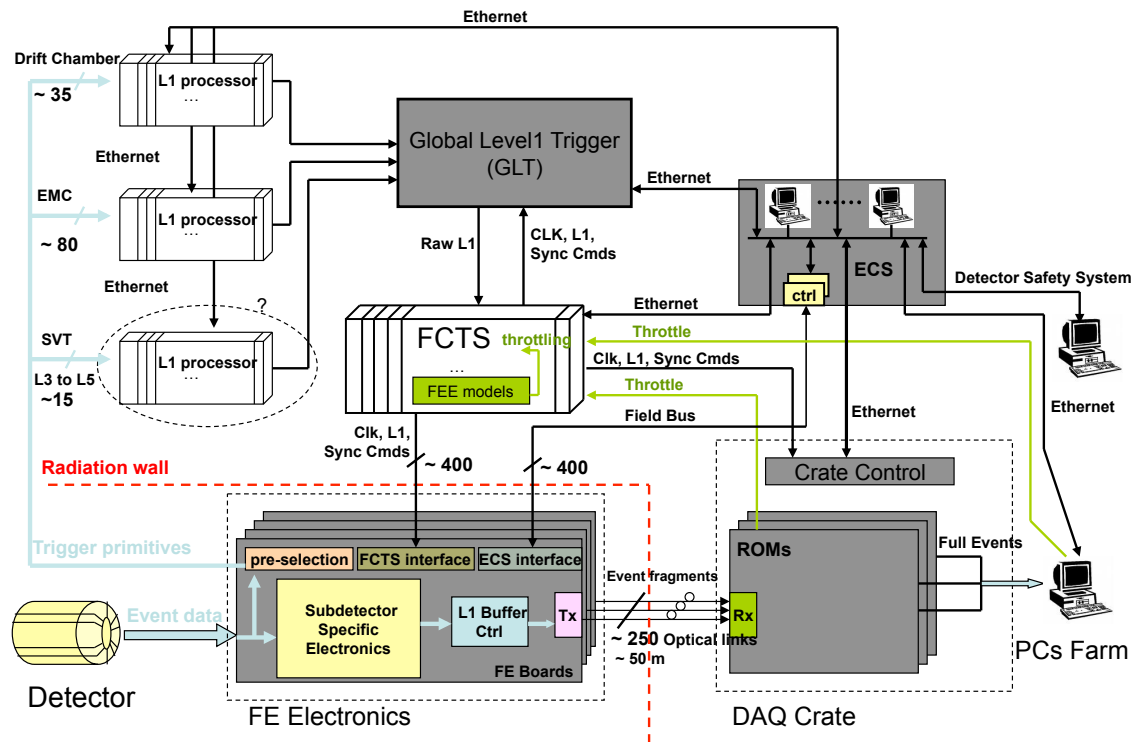 Ethernet
Drift Chamber
~ 35
L1 processor
...
Ethernet
EMC
~ 80
L1 processor
...
Ethernet
?
SVT
L3 to L5
~15
L1 processor
...
Global Level1 Trigger
(GLT)
Ethernet
......
ECS
ctrl
Detector Safety System
Raw L1
CLK, L1,
Sync Cmds
Ethernet
FCTS
throttling
...
FEE models
Throttle
Clk, L1, Sync Cmds
Throttle
Field Bus
Ethernet
Ethernet
Clk, L1,
Sync Cmds
~ 400
~ 400
Radiation wall
Crate Control
Trigger primitives
pre-selection
FCTS interface
ECS interface
ROMs
Full Events
Event data
Subdetector
Specific
Electronics
L1 Buffer
Ctrl
Tx
Event fragments
Rx
~ 250 Optical links
~ 50 m
FE Boards
PCs Farm
Detector
FE Electronics
DAQ Crate